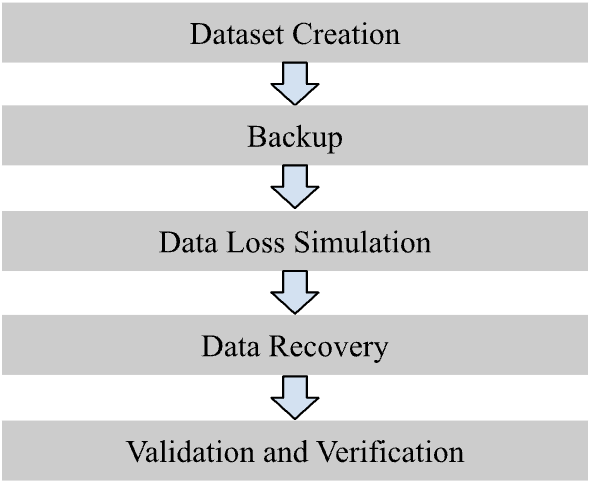 Dataset Creation
Backup
Data Loss Simulation
Data Recovery
Validation and Verification